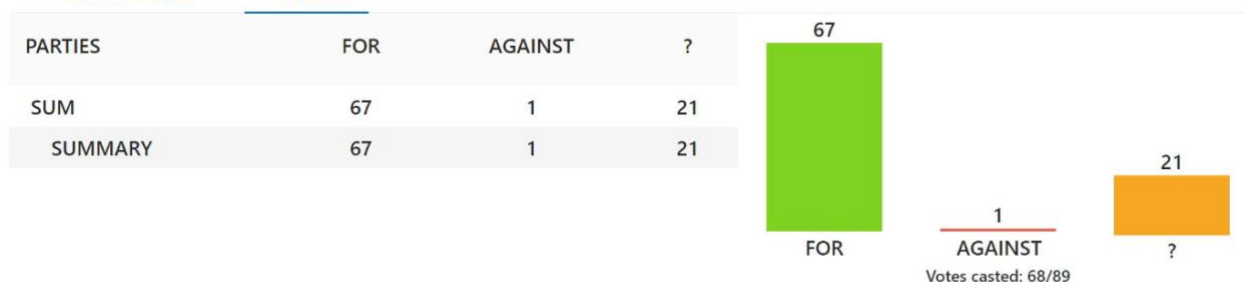 PARTIES FOR AGAINST ?
SUM 67 1 21
SUMMARY 67 1 21
67
1
21
FOR AGAINST ?
Votes casted: 68/89